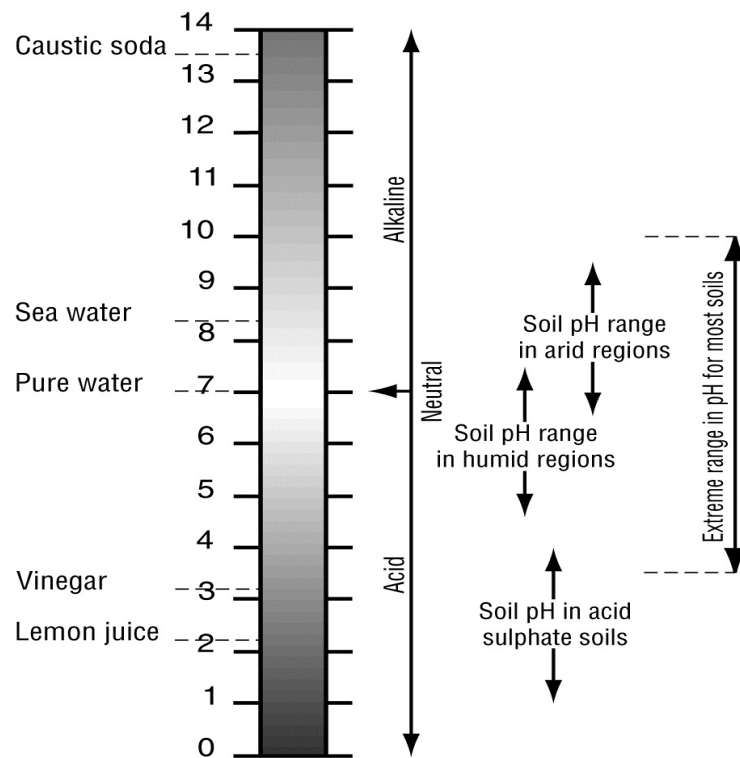 14
Caustic soda
13
12
11
10
9
Sea water
8
Pure water
7
6
5
4
Vinegar
3
Lemon juice
2
1
0
Alkaline
Neutral
Acid
Soil pH range
in arid regions
Soil pH range
in humid regions
Soil pH in acid
sulphate soils
Extreme range in pH for most soils